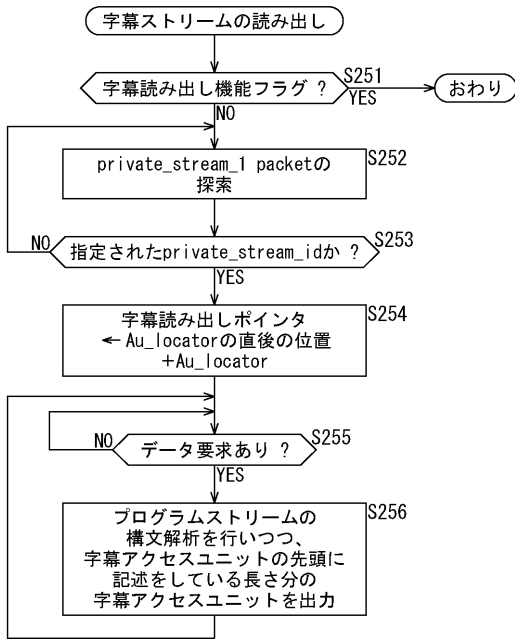 字幕ストリームの読み出し
字幕読み出し機能フラグ ?
S251
YES
おわり
NO
private_stream_1 packetの
探索
S252
NO
指定されたprivate_stream_idか ?
S253
YES
字幕読み出しポインタ
← Au_locatorの直後の位置
+Au_locator
S254
NO
データ要求あり ?
S255
YES
プログラムストリームの
構文解析を行いつつ、
字幕アクセスユニットの先頭に
記述をしている長さ分の
字幕アクセスユニットを出力
S256